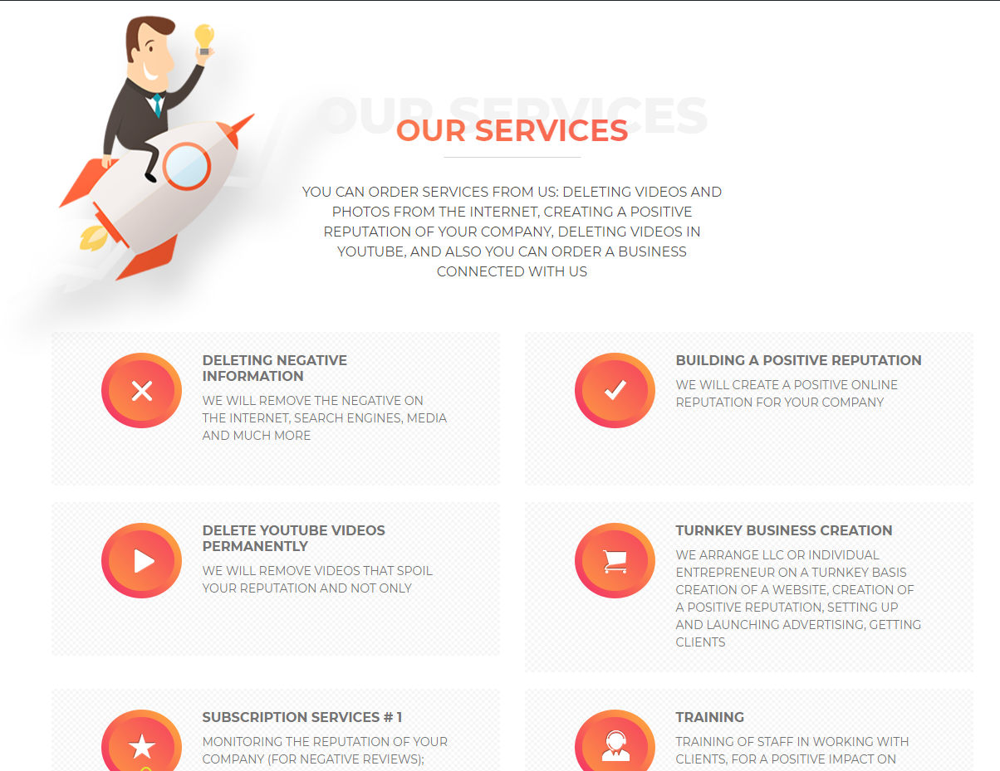 OUR SERVICES
OUR SERVICES
YOU CAN ORDER SERVICES FROM US: DELETING VIDEOS AND
PHOTOS FROM THE INTERNET, CREATING A POSITIVE
REPUTATION OF YOUR COMPANY, DELETING VIDEOS IN
YOUTUBE, AND ALSO YOU CAN ORDER A BUSINESS
CONNECTED WITH US
DELETING NEGATIVE
INFORMATION
WE WILL REMOVE THE NEGATIVE ON
THE INTERNET, SEARCH ENGINES, MEDIA
AND MUCH MORE
BUILDING A POSITIVE REPUTATION
WE WILL CREATE A POSITIVE ONLINE
REPUTATION FOR YOUR COMPANY
DELETE YOUTUBE VIDEOS
PERMANENTLY
WE WILL REMOVE VIDEOS THAT SPOIL
YOUR REPUTATION AND NOT ONLY
TURNKEY BUSINESS CREATION
WE ARRANGE LLC OR INDIVIDUAL
ENTREPRENEUR ON A TURNKEY BASIS
CREATION OF A WEBSITE, CREATION OF
A POSITIVE REPUTATION, SETTING UP
AND LAUNCHING ADVERTISING, GETTING
CLIENTS
SUBSCRIPTION SERVICES # 1
MONITORING THE REPUTATION OF YOUR
COMPANY (FOR NEGATIVE REVIEWS);
TRAINING
TRAINING OF STAFF IN WORKING WITH
CLIENTS, FOR A POSITIVE IMPACT ON